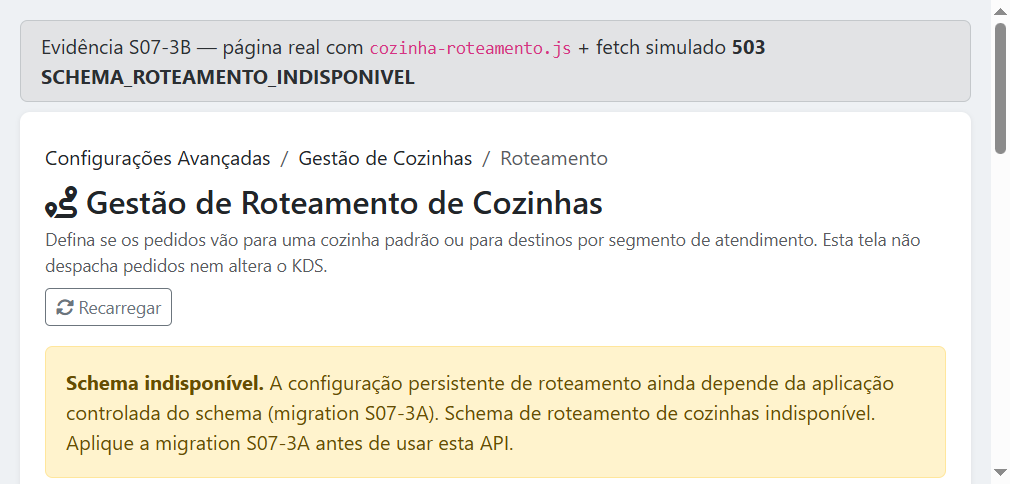 Evidência S07-3B — página real com cozinha-roteamento.js + fetch simulado 503
SCHEMA_ROTEAMENTO_INDISPONIVEL
Configurações Avançadas / Gestão de Cozinhas / Roteamento
Gestão de Roteamento de Cozinhas
Defina se os pedidos vão para uma cozinha padrão ou para destinos por segmento de atendimento. Esta tela não
despacha pedidos nem altera o KDS.
Recarregar
Schema indisponível. A configuração persistente de roteamento ainda depende da aplicação
controlada do schema (migration S07-3A). Schema de roteamento de cozinhas indisponível.
Aplique a migration S07-3A antes de usar esta API.